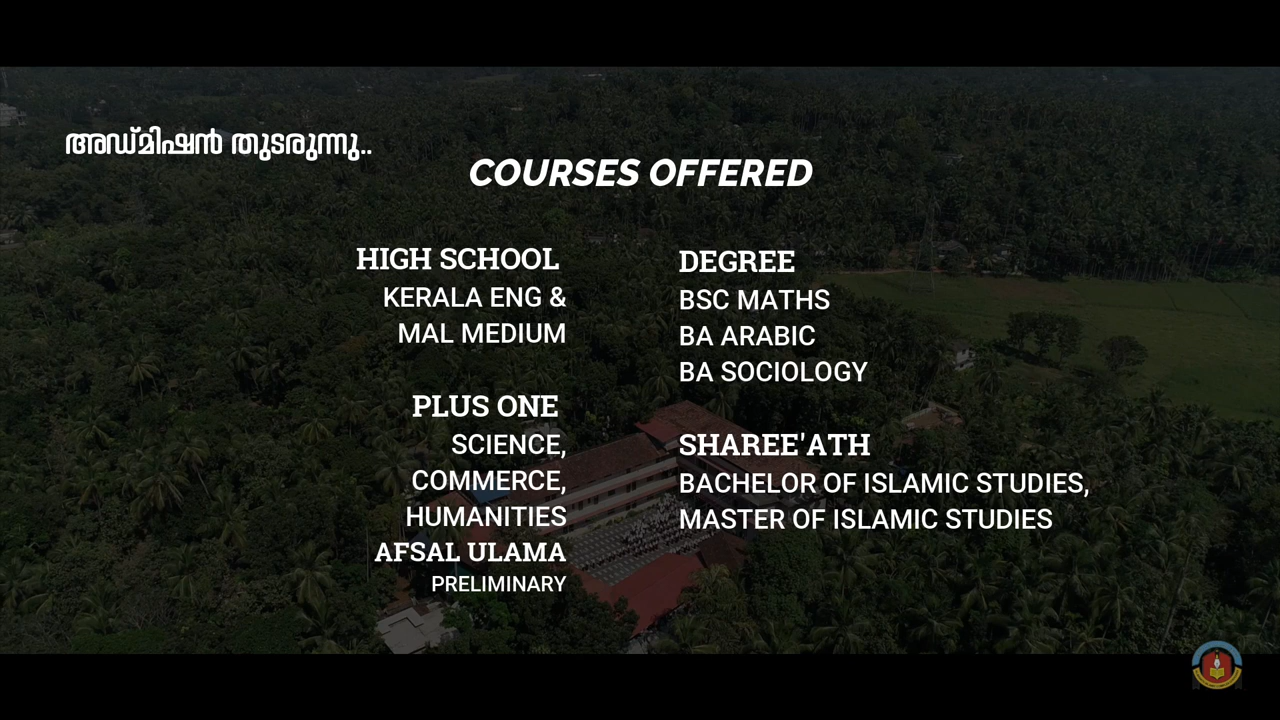 അഡ്മിഷൻ തുടരുന്നു..
COURSES OFFERED
HIGH SCHOOL
KERALA ENG &
MAL MEDIUM
PLUS ONE
SCIENCE,
COMMERCE,
HUMANITIES
AFSAL ULAMA
PRELIMINARY
DEGREE
BSC MATHS
BA ARABIC
BA SOCIOLOGY
SHAREE'ATH
BACHELOR OF ISLAMIC STUDIES,
MASTER OF ISLAMIC STUDIES